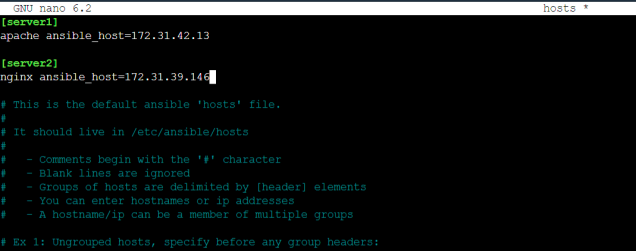 GNU nano 6.2 hosts *
[server1]
apache ansible_host=172.31.42.13
[server2]
nginx ansible_host=172.31.39.146
# This is the default ansible 'hosts' file.
#
# It should live in /etc/ansible/hosts
#
#   - Comments begin with the '#' character
#   - Blank lines are ignored
#   - Groups of hosts are delimited by [header] elements
#   - You can enter hostnames or ip addresses
#   - A hostname/ip can be a member of multiple groups
# Ex 1: Ungrouped hosts, specify before any group headers: